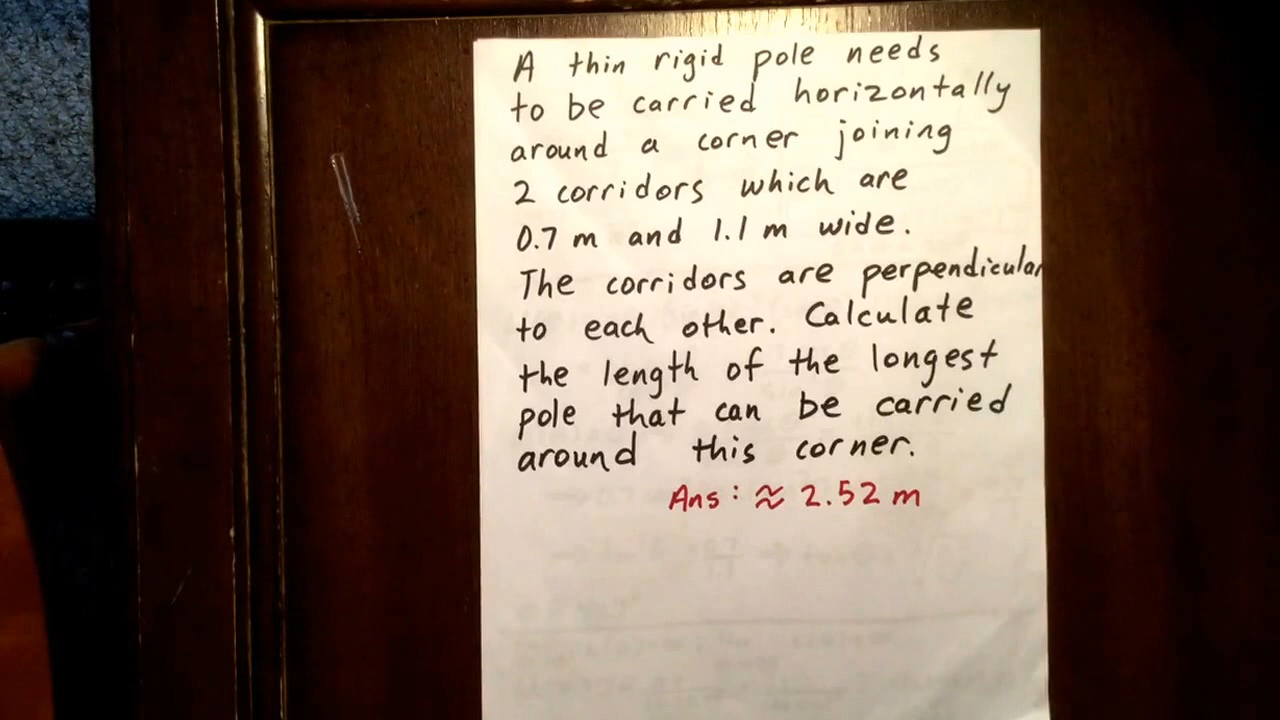 A thin rigid pole needs
to be carried horizontally
around a corner joining
2 corridors which are
0.7 m and 1.1 m wide.
The corridors are perpendicular
to each other. Calculate
the length of the longest
pole that can be carried
around this corner.
Ans: ≈ 2.52 m